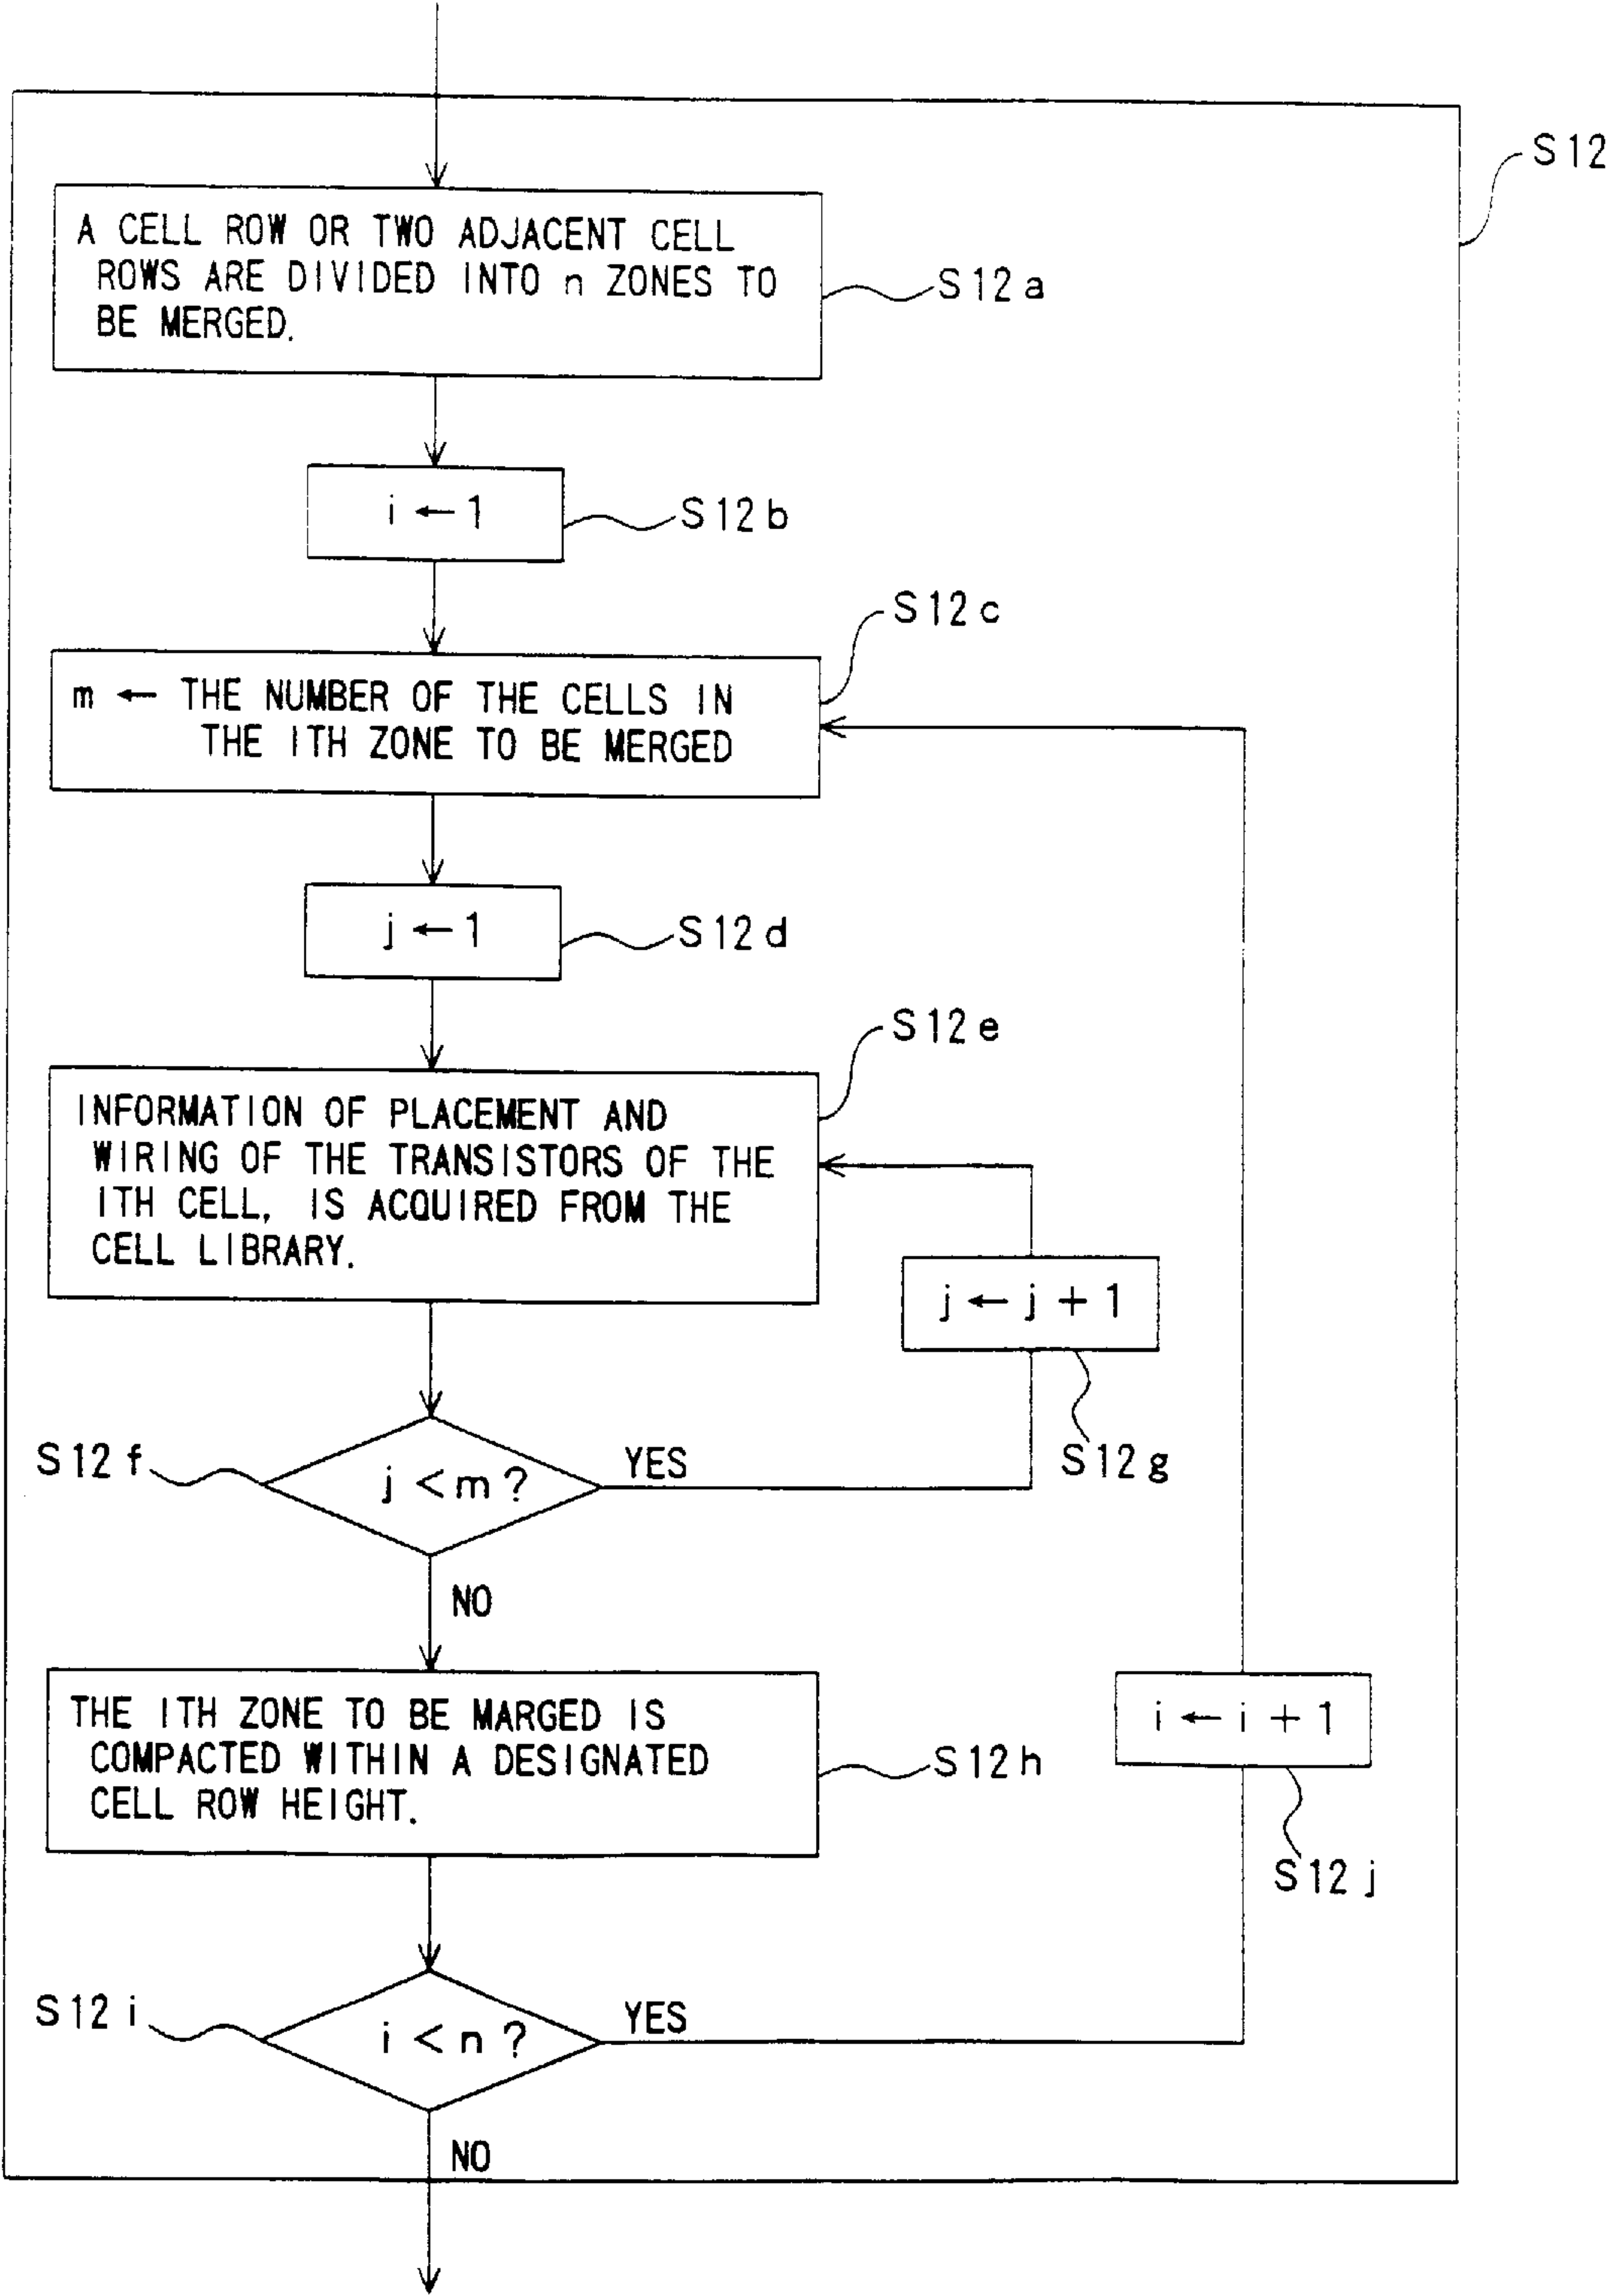 S12
A CELL ROW OR TWO ADJACENT CELL
ROWS ARE DIVIDED INTO n ZONES TO
BE MERGED.
S12a
i ← 1
S12b
S12c
m ← THE NUMBER OF THE CELLS IN
THE ITH ZONE TO BE MERGED
j ← 1
S12d
S12e
INFORMATION OF PLACEMENT AND
WIRING OF THE TRANSISTORS OF THE
ITH CELL, IS ACQUIRED FROM THE
CELL LIBRARY.
j ← j + 1
S12g
S12f
j < m ?
YES
NO
THE ITH ZONE TO BE MARGED IS
COMPACTED WITHIN A DESIGNATED
CELL ROW HEIGHT.
S12h
i ← i + 1
S12j
S12i
i < n ?
YES
NO